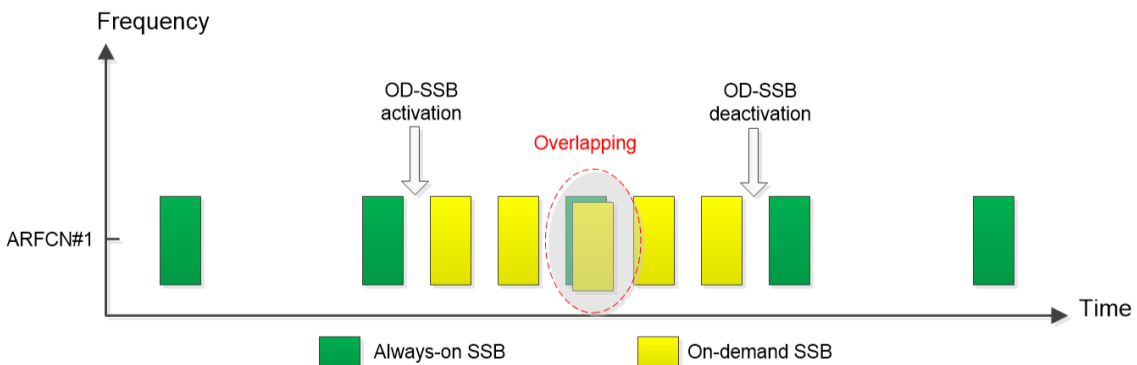 Frequency
OD-SSB
activation
OD-SSB
deactivation
Overlapping
ARFCN#1
Time
Always-on SSB
On-demand SSB